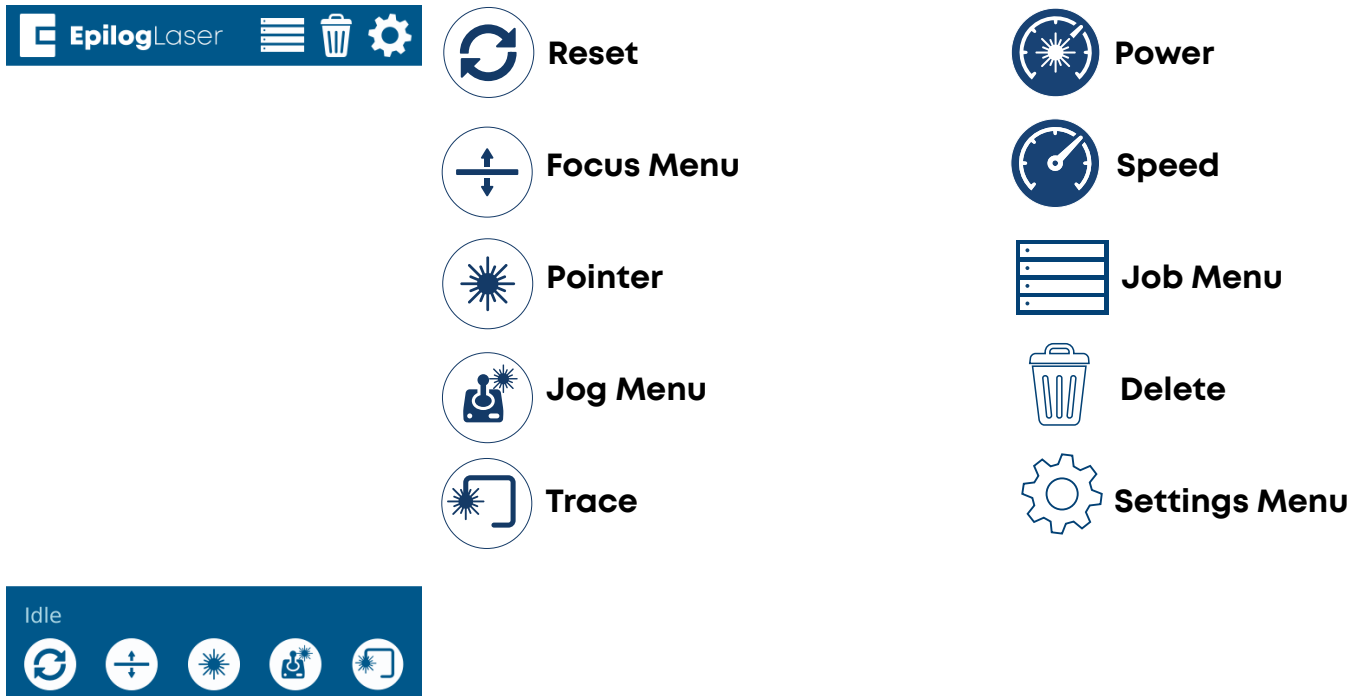 EpilogLaser
Reset
Focus Menu
Pointer
Jog Menu
Trace
Power
Speed
Job Menu
Delete
Settings Menu
Idle